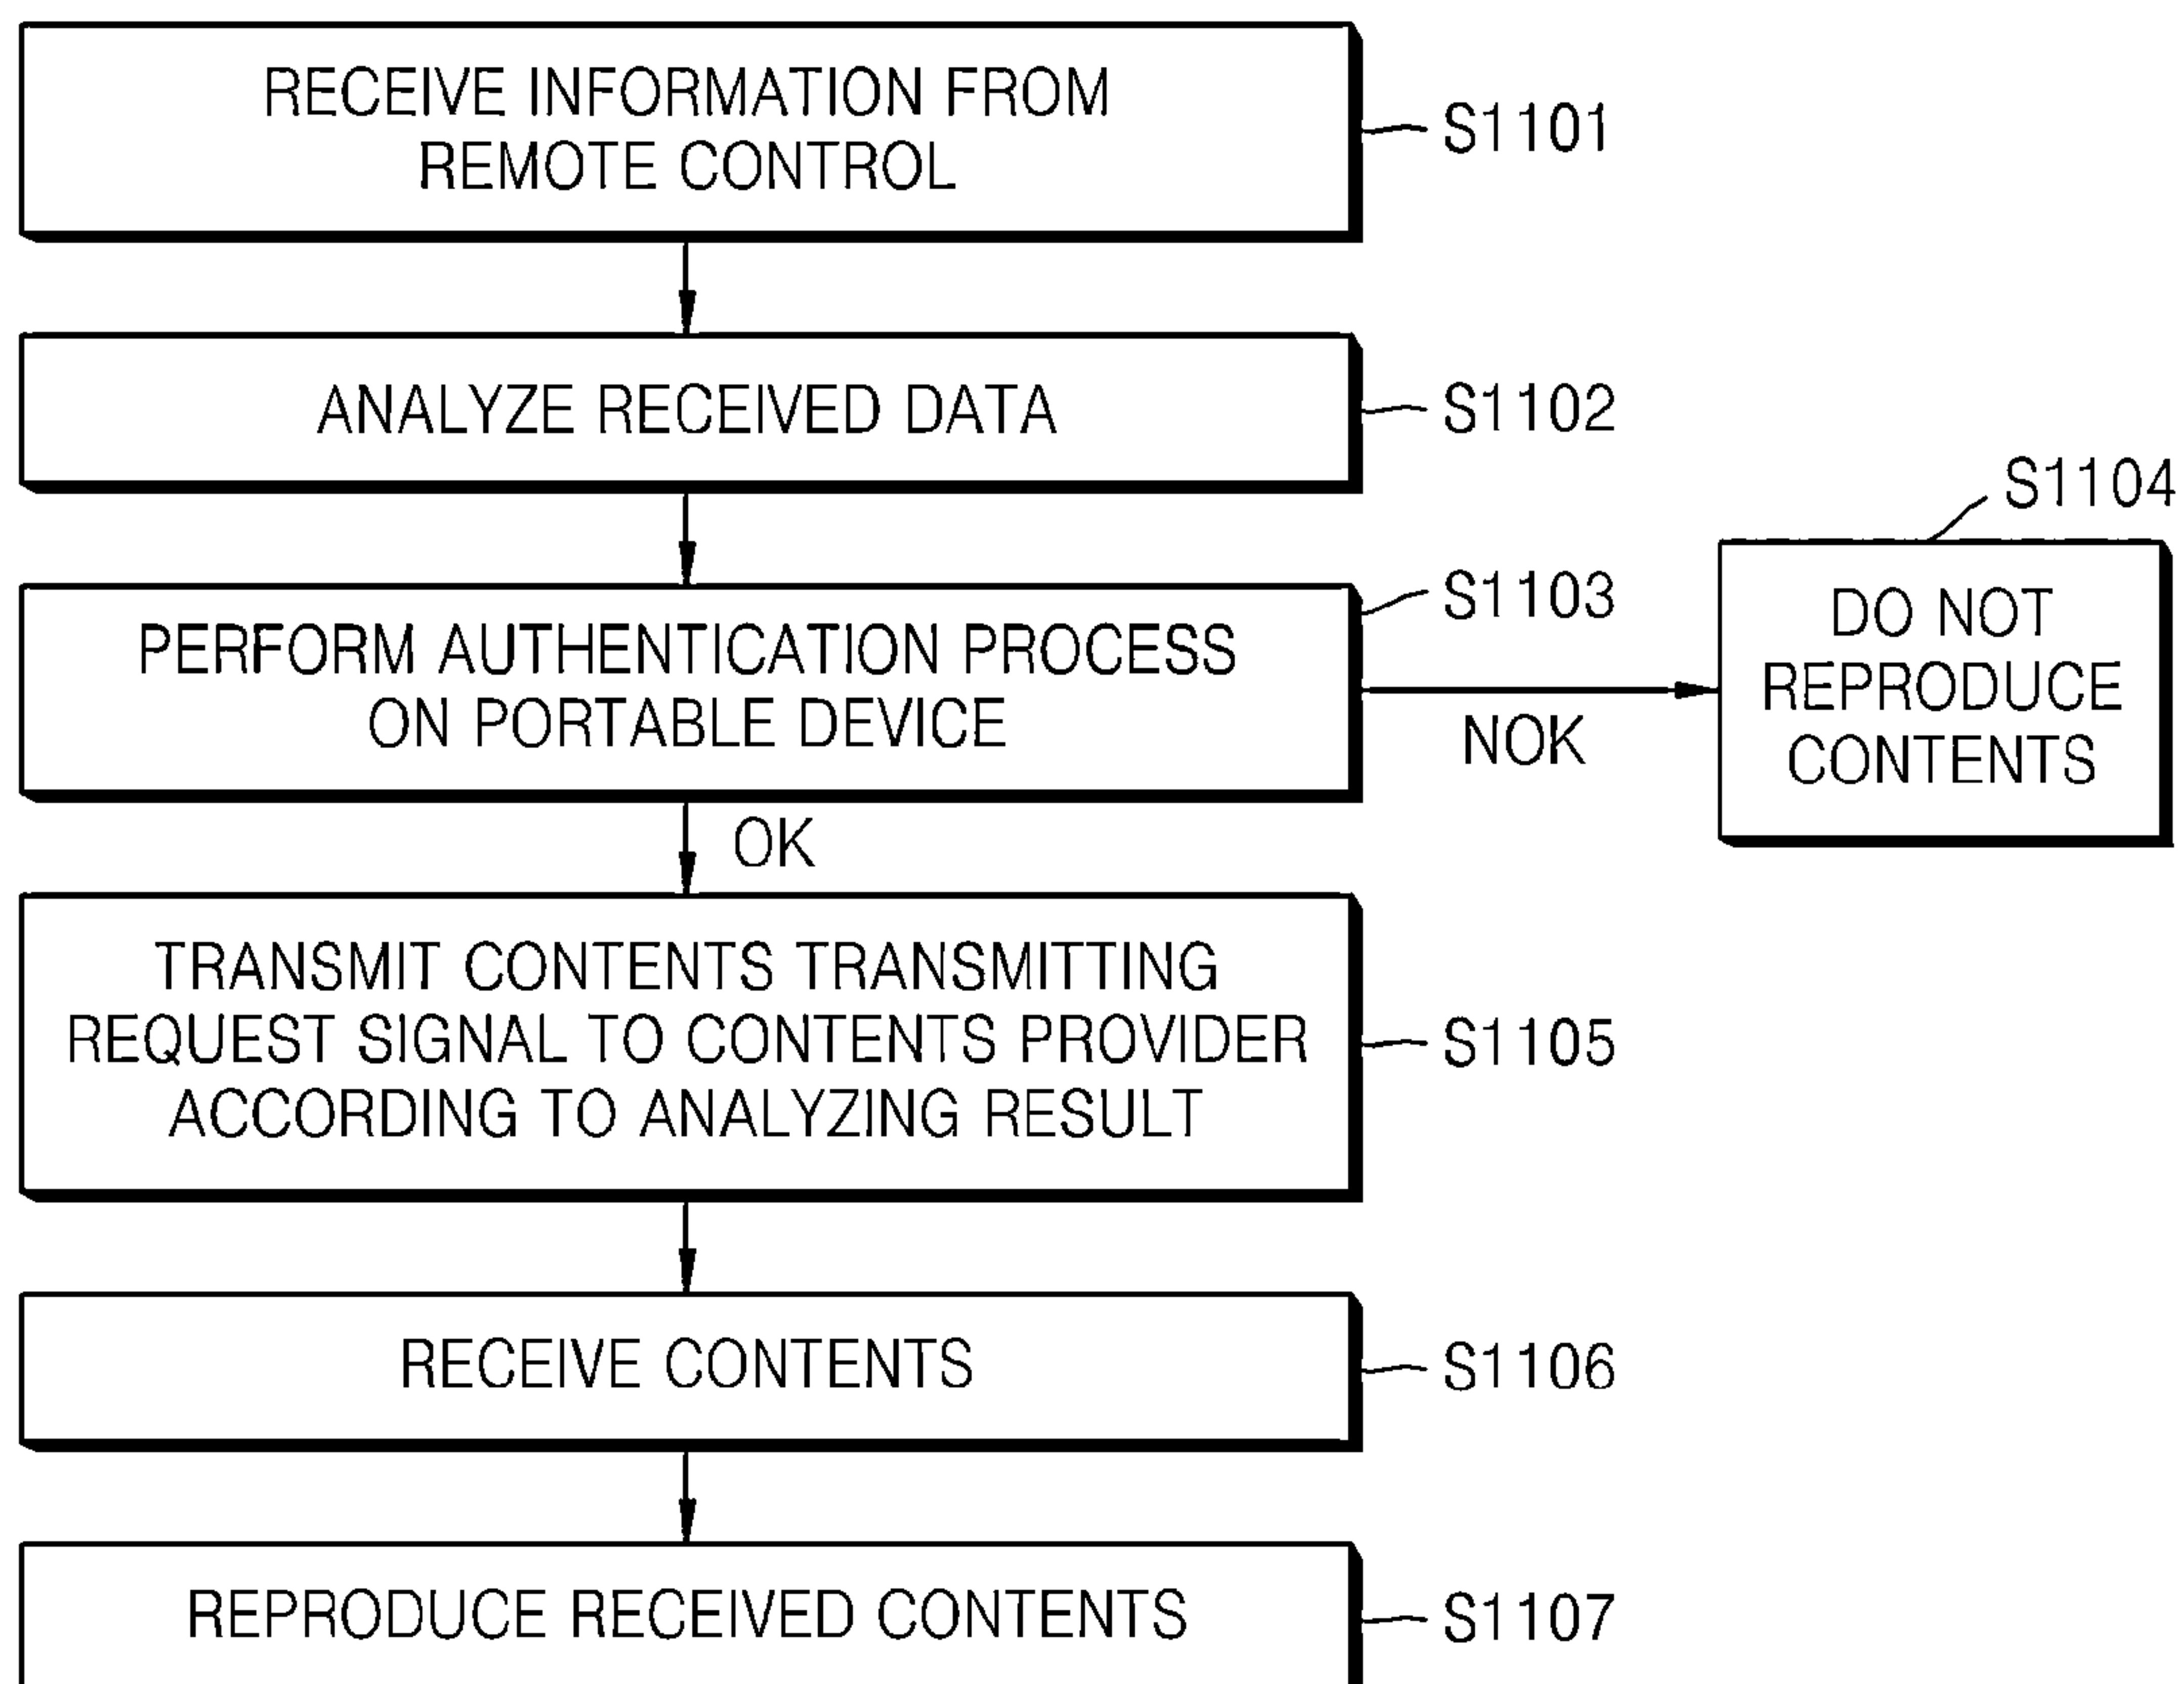 RECEIVE INFORMATION FROM
REMOTE CONTROL
S1101
ANALYZE RECEIVED DATA
S1102
S1104
PERFORM AUTHENTICATION PROCESS
ON PORTABLE DEVICE
S1103
NOK
DO NOT
REPRODUCE
CONTENTS
OK
TRANSMIT CONTENTS TRANSMITTING
REQUEST SIGNAL TO CONTENTS PROVIDER
ACCORDING TO ANALYZING RESULT
S1105
RECEIVE CONTENTS
S1106
REPRODUCE RECEIVED CONTENTS
S1107